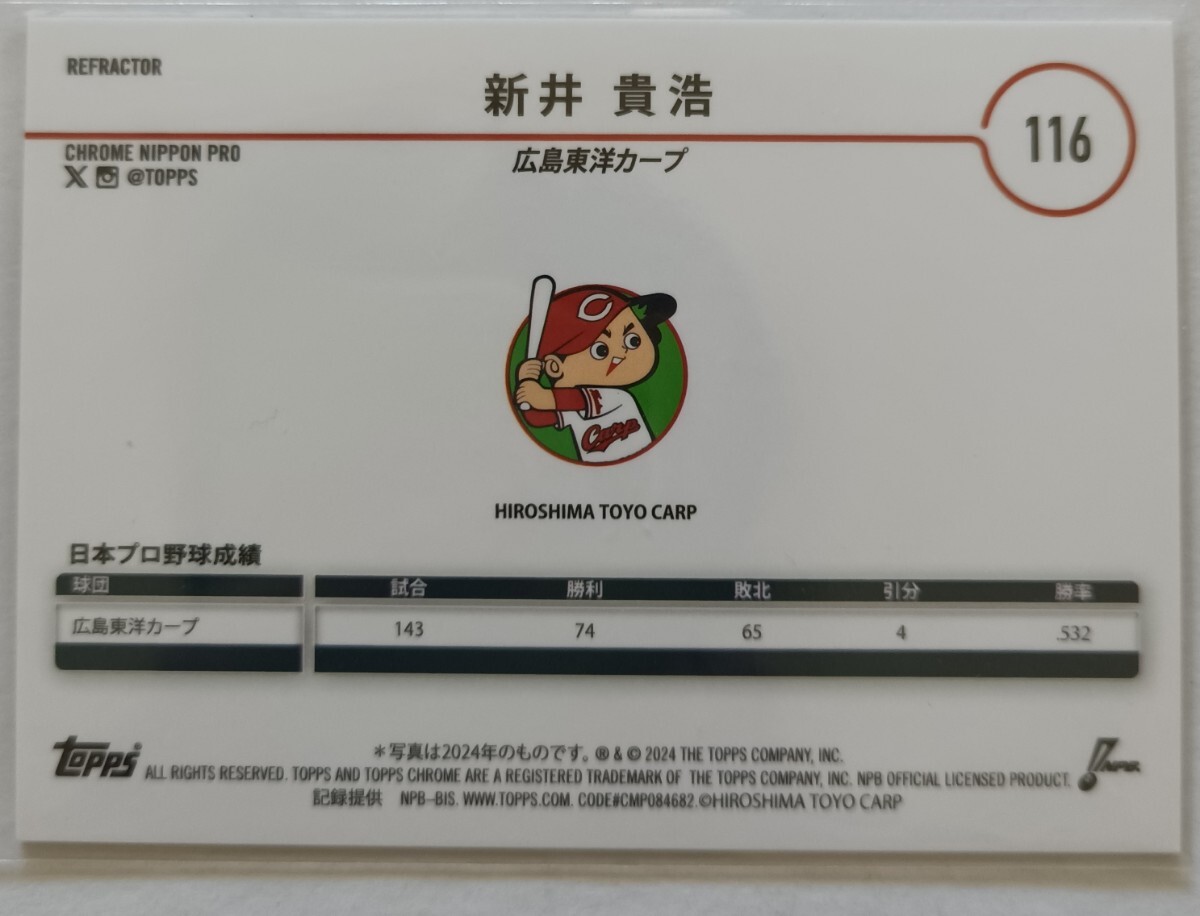 REFRACTOR
新井 貴浩
116
CHROME NIPPON PRO
広島東洋カープ
@TOPPS
C
Carp
HIROSHIMA TOYO CARP
日本プロ野球成績
球団 試合 勝利 敗北 引分 勝率
広島東洋カープ 143 74 65 4 .532
TOPPS
＊写真は2024年のものです。® & © 2024 THE TOPPS COMPANY, INC.
ALL RIGHTS RESERVED. TOPPS AND TOPPS CHROME ARE A REGISTERED TRADEMARK OF THE TOPPS COMPANY, INC. NPB OFFICIAL LICENSED PRODUCT.
記録提供 NPB-BIS. WWW.TOPPS.COM. CODE#CMP084682.©HIROSHIMA TOYO CARP
NPB